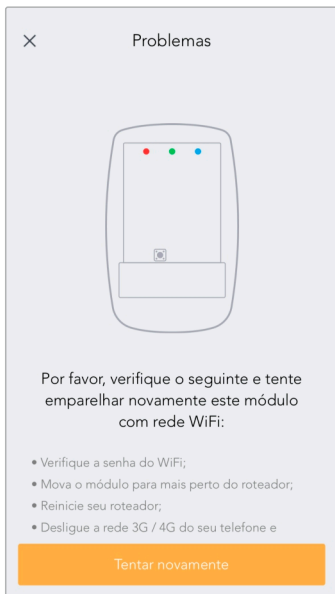 Problemas
Por favor, verifique o seguinte e tente
emparelhar novamente este módulo
com rede WiFi:
• Verifique a senha do WiFi;
• Mova o módulo para mais perto do roteador;
• Reinicie seu roteador;
• Desligue a rede 3G / 4G do seu telefone e
Tentar novamente